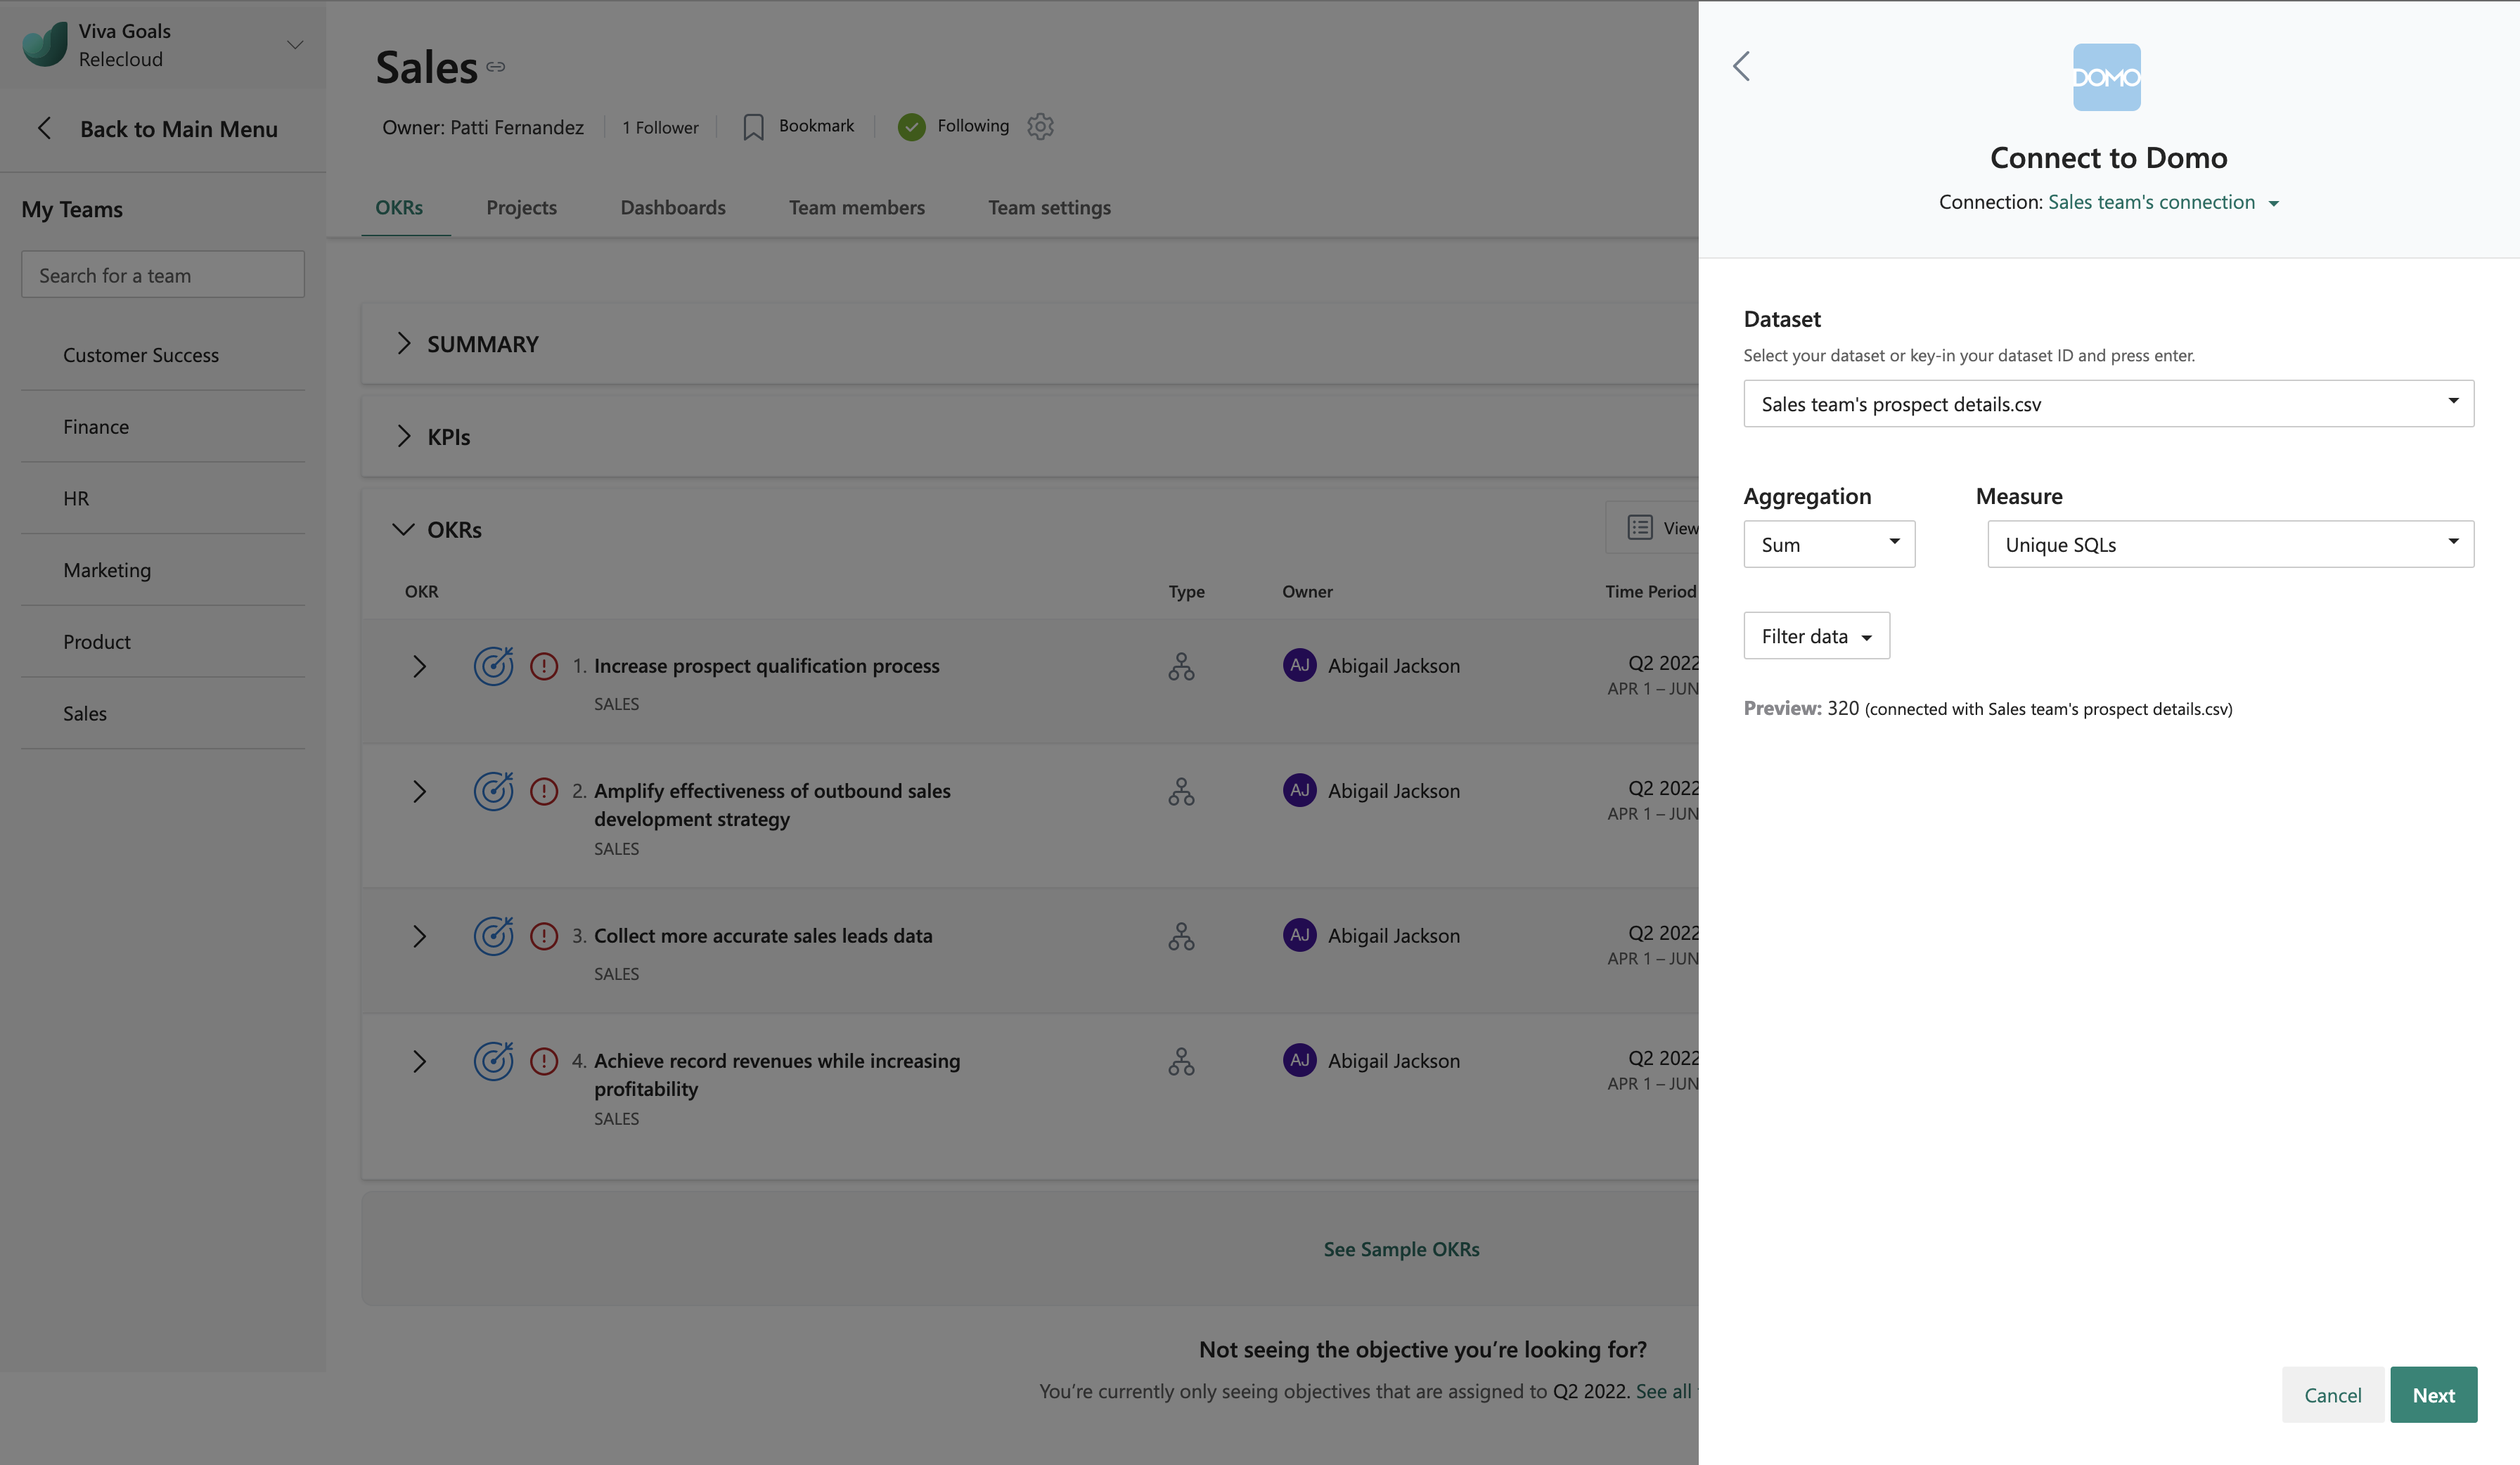 Viva Goals
Relecloud
Back to Main Menu
My Teams
Search for a team
Customer Success
Finance
HR
Marketing
Product
Sales
Sales
Owner: Patti Fernandez
1 Follower
Bookmark
Following
OKRs
Projects
Dashboards
Team members
Team settings
SUMMARY
KPIs
OKRs
View
OKR
Type
Owner
Time Period
1. Increase prospect qualification process
SALES
AJ Abigail Jackson
Q2 2022
APR 1 – JUN
2. Amplify effectiveness of outbound sales
development strategy
SALES
AJ Abigail Jackson
Q2 2022
APR 1 – JUN
3. Collect more accurate sales leads data
SALES
AJ Abigail Jackson
Q2 2022
APR 1 – JUN
4. Achieve record revenues while increasing
profitability
SALES
AJ Abigail Jackson
Q2 2022
APR 1 – JUN
See Sample OKRs
Not seeing the objective you’re looking for?
You’re currently only seeing objectives that are assigned to Q2 2022. See all
DOMO
Connect to Domo
Connection: Sales team's connection
Dataset
Select your dataset or key-in your dataset ID and press enter.
Sales team's prospect details.csv
Aggregation
Measure
Sum
Unique SQLs
Filter data
Preview: 320 (connected with Sales team's prospect details.csv)
Cancel
Next